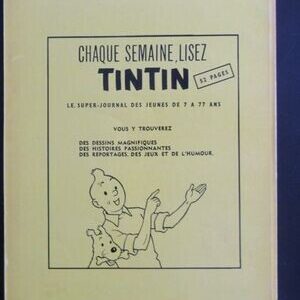 CHAQUE SEMAINE, LISEZ
TINTIN
52 PAGES
LE SUPER-JOURNAL DES JEUNES DE 7 A 77 ANS
VOUS Y TROUVEREZ
DES DESSINS MAGNIFIQUES
DES HISTOIRES PASSIONNANTES
DES REPORTAGES, DES JEUX ET DE L'HUMOUR.